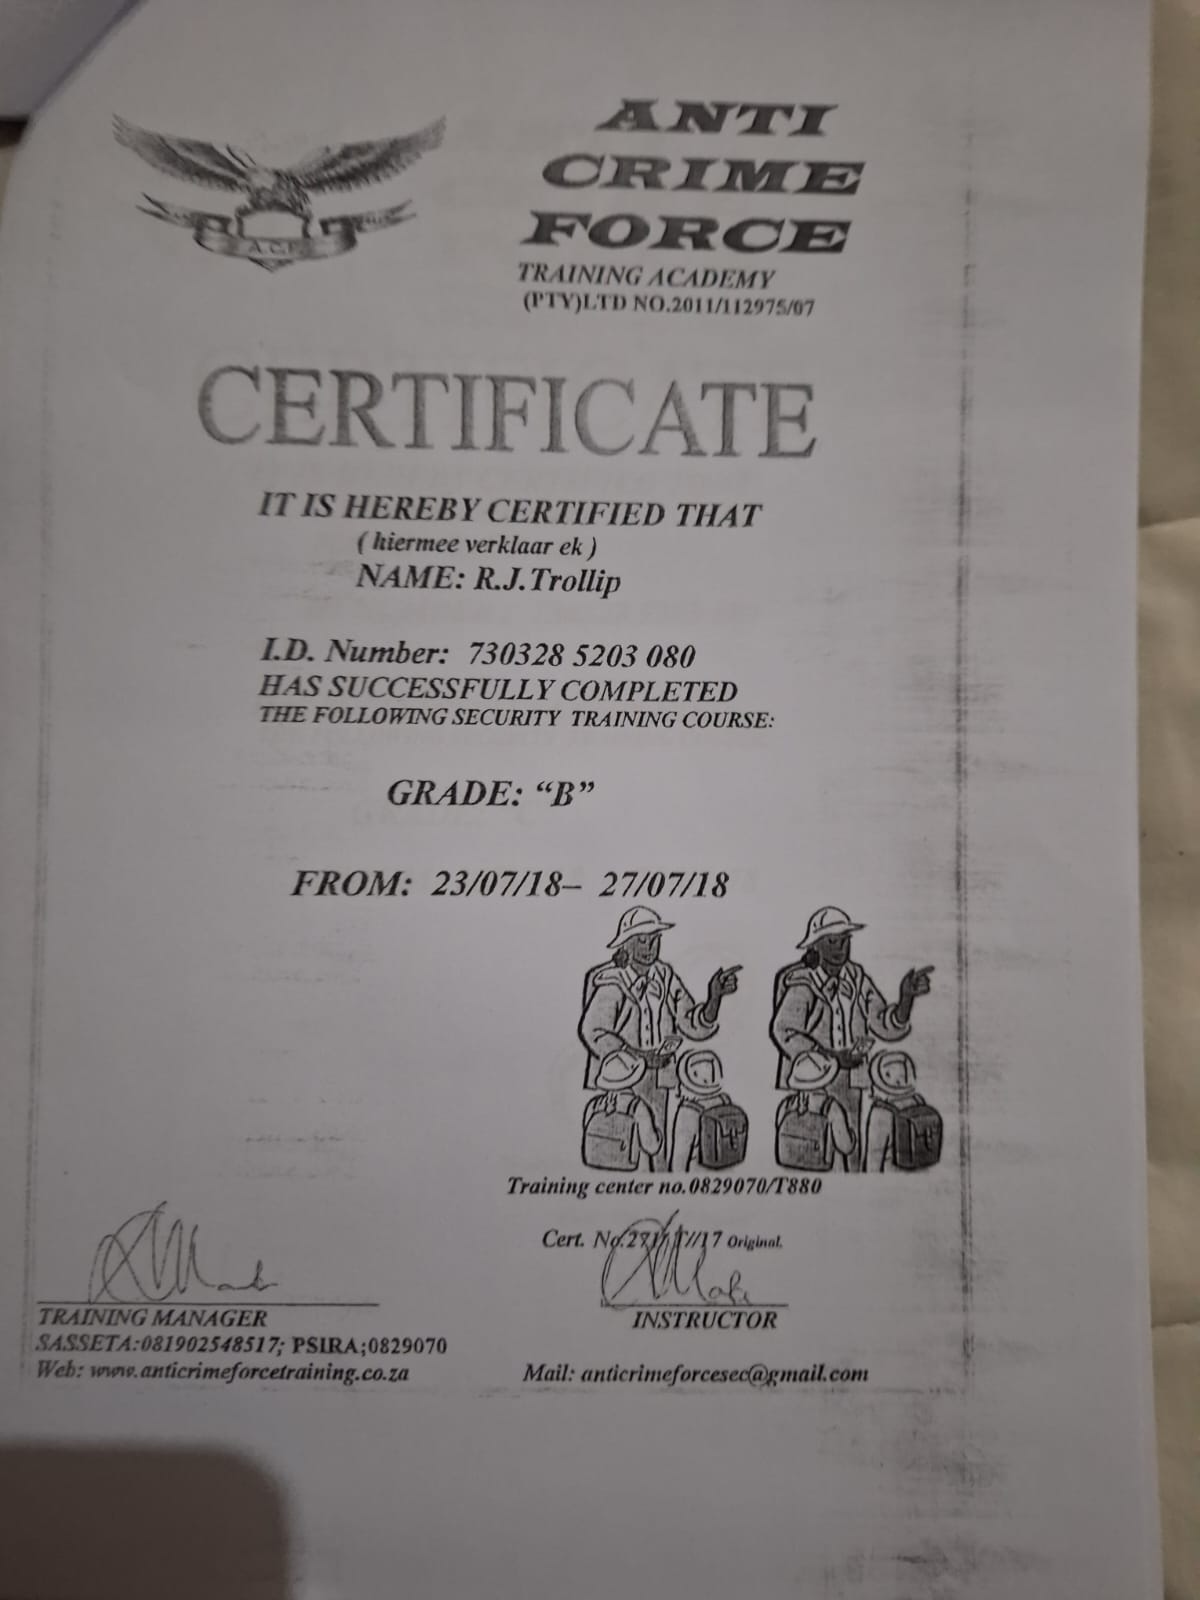 A.C.F.
ANTI
CRIME
FORCE
TRAINING ACADEMY
(PTY)LTD NO.2011/112975/07
CERTIFICATE
IT IS HEREBY CERTIFIED THAT
( hiermee verklaar ek )
NAME: R.J.Trollip
I.D. Number: 730328 5203 080
HAS SUCCESSFULLY COMPLETED
THE FOLLOWING SECURITY TRAINING COURSE:
GRADE: “B”
FROM: 23/07/18– 27/07/18
Training center no.0829070/T880
Cert. Original.
TRAINING MANAGER
INSTRUCTOR
SASSETA:081902548517; PSIRA;0829070
Web: www.anticrimeforcetraining.co.za
Mail: anticrimeforcesec@gmail.com